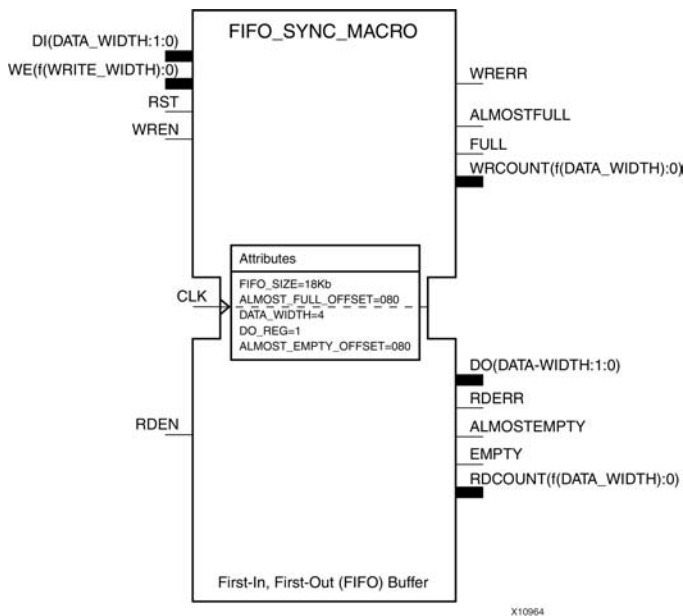 FIFO_SYNC_MACRO
DI(DATA_WIDTH:1:0)
WE(f(WRITE_WIDTH):0)
RST
WREN
WRERR
ALMOSTFULL
FULL
WRCOUNT(f(DATA_WIDTH):0)
Attributes
FIFO_SIZE=18Kb
ALMOST_FULL_OFFSET=080
DATA_WIDTH=4
DO_REG=1
ALMOST_EMPTY_OFFSET=080
CLK
RDEN
DO(DATA-WIDTH:1:0)
RDERR
ALMOSTEMPTY
EMPTY
RDCOUNT(f(DATA_WIDTH):0)
First-In, First-Out (FIFO) Buffer
X10964